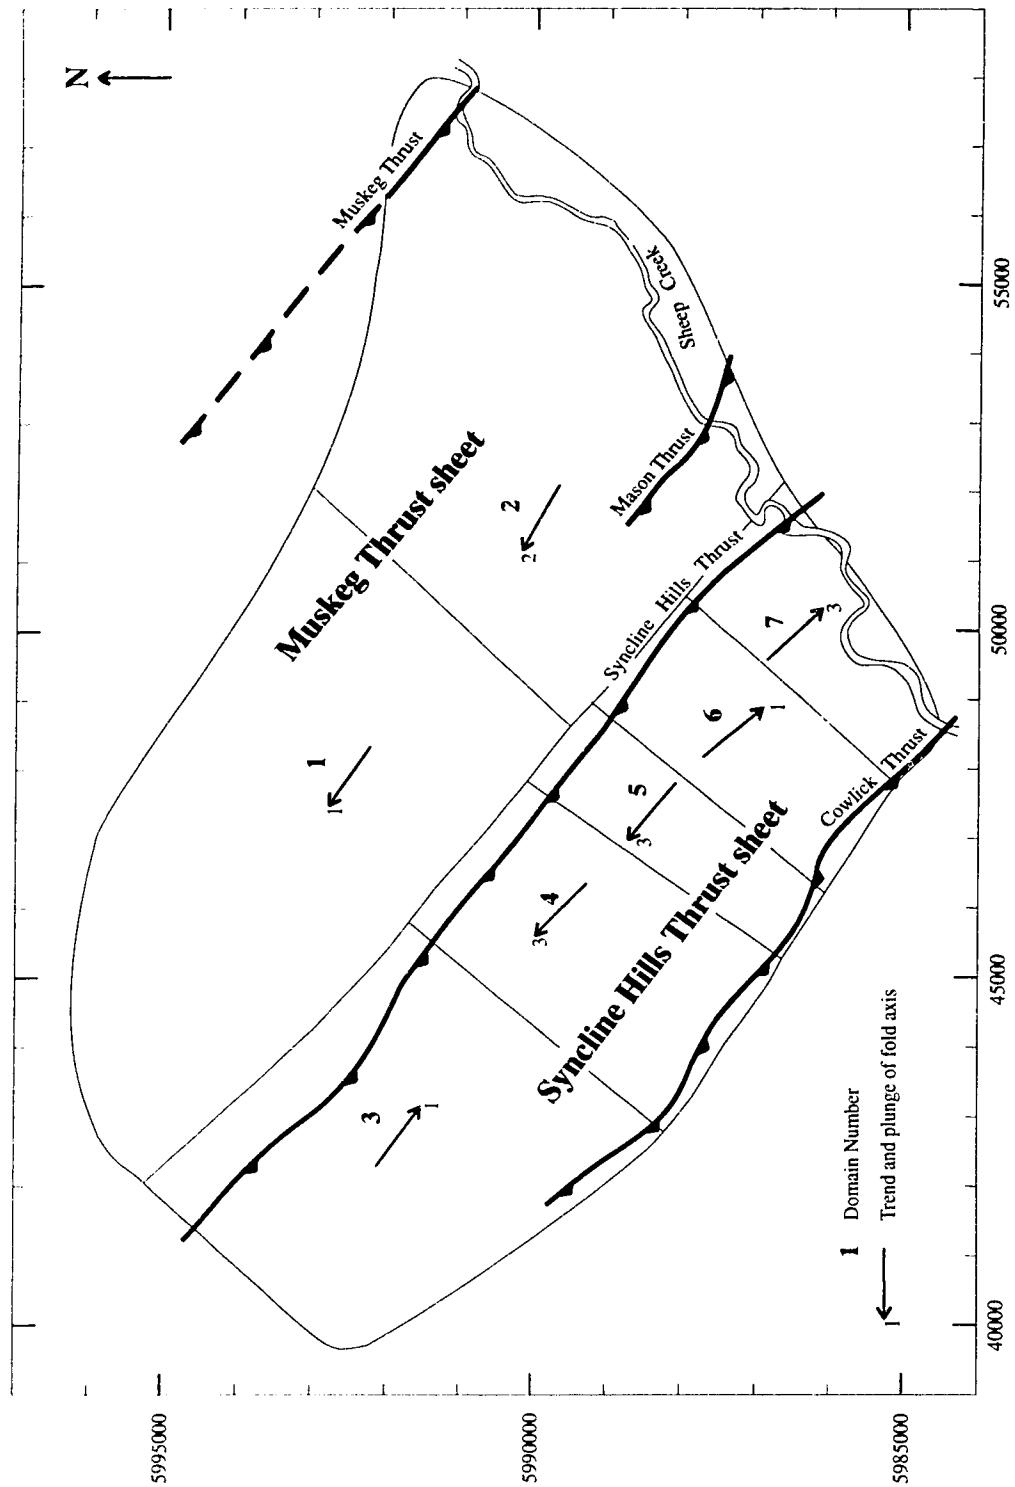 N
Muskeg Thrust
Muskeg Thrust sheet
1
1
2
2
Mason Thrust
Sheep Creek
Syncline Hills Thrust
3
1
4
3
5
3
6
1
7
3
Syncline Hills Thrust sheet
Cowlick Thrust
1 Domain Number
1 Trend and plunge of fold axis
5995000
5990000
5985000
40000
45000
50000
55000